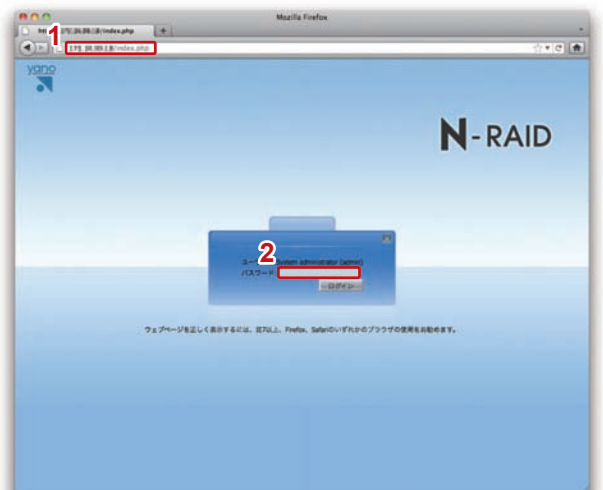 Mozilla Firefox
1
/index.php
/index.php
yano
N-RAID
2
System administrator (admin)
パスワード
ログイン
ウェブページを正しく表示するには、IE7以上、Firefox、Safariのいずれかのブラウザの使用をお勧めます。